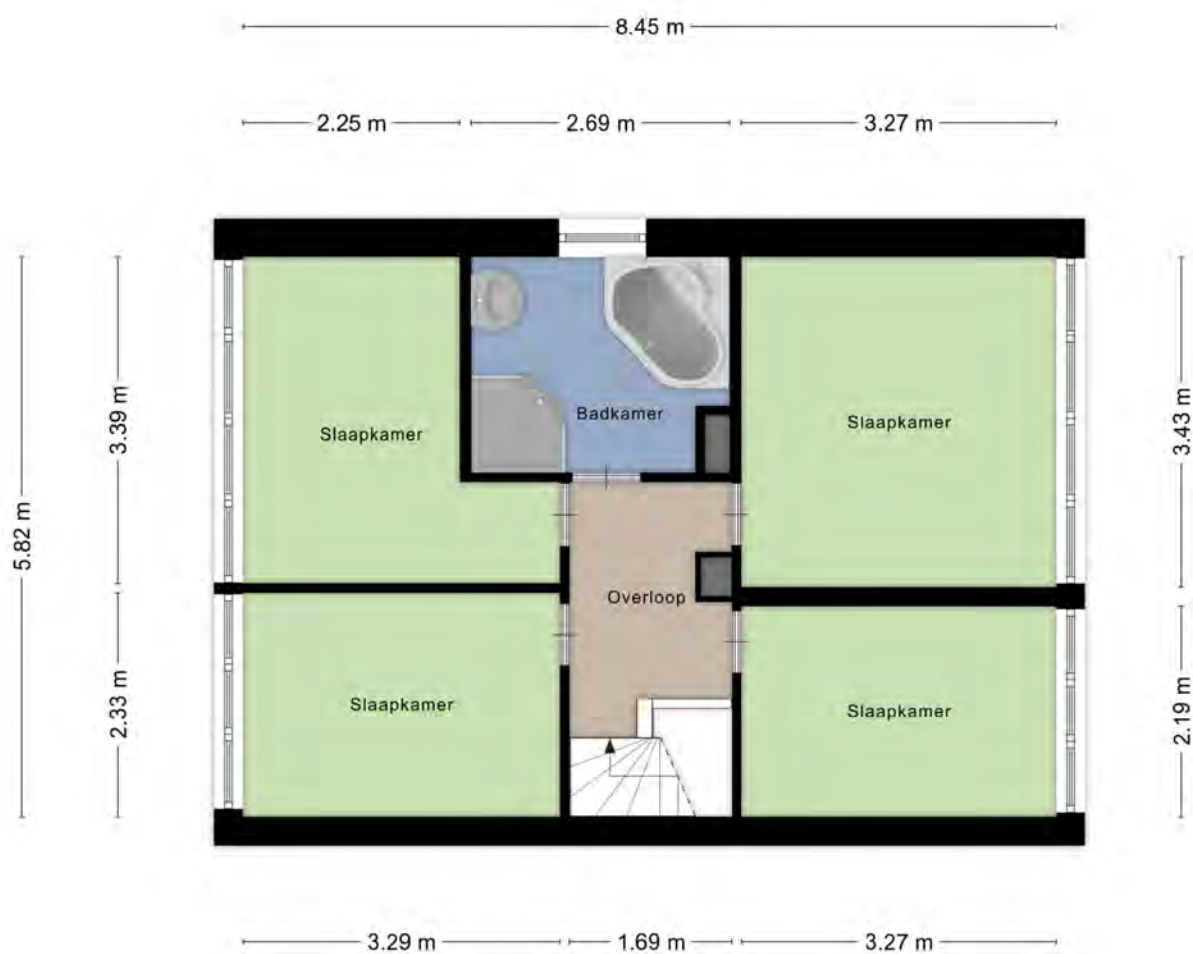 8.45 m
2.25 m
2.69 m
3.27 m
5.82 m
3.39 m
2.33 m
3.43 m
2.19 m
Badkamer
Slaapkamer
Slaapkamer
Overloop
Slaapkamer
Slaapkamer
3.29 m
1.69 m
3.27 m